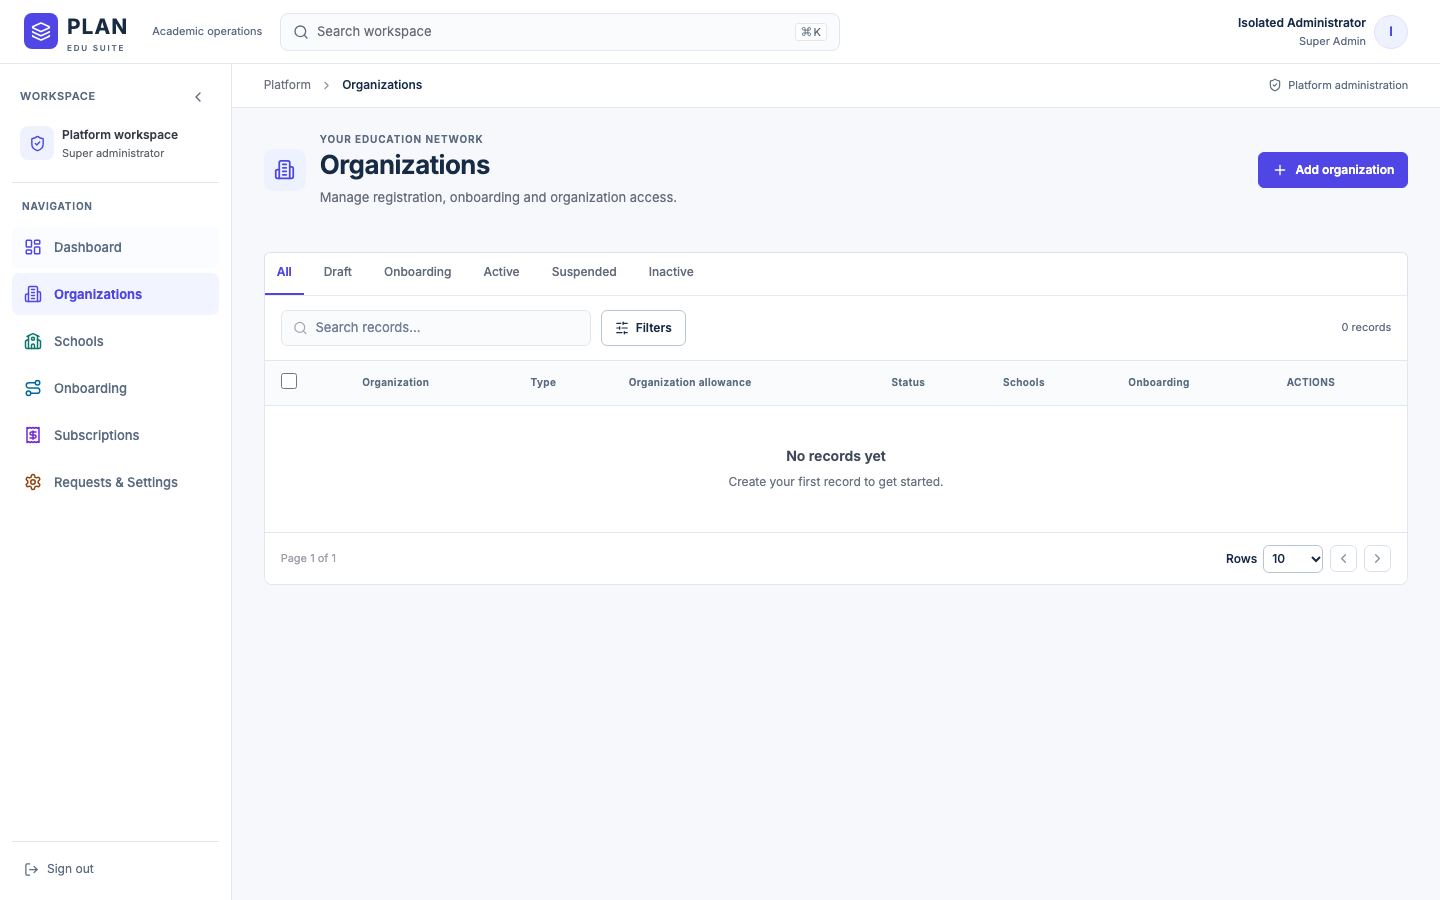 PLAN
EDU SUITE
Academic operations
Search workspace
⌘K
Isolated Administrator
Super Admin
I
WORKSPACE
Platform workspace
Super administrator
NAVIGATION
Dashboard
Organizations
Schools
Onboarding
Subscriptions
Requests & Settings
Sign out
Platform > Organizations
Platform administration
YOUR EDUCATION NETWORK
Organizations
Manage registration, onboarding and organization access.
Add organization
All Draft Onboarding Active Suspended Inactive
Search records...
Filters
0 records
Organization Type Organization allowance Status Schools Onboarding ACTIONS
No records yet
Create your first record to get started.
Page 1 of 1
Rows 10